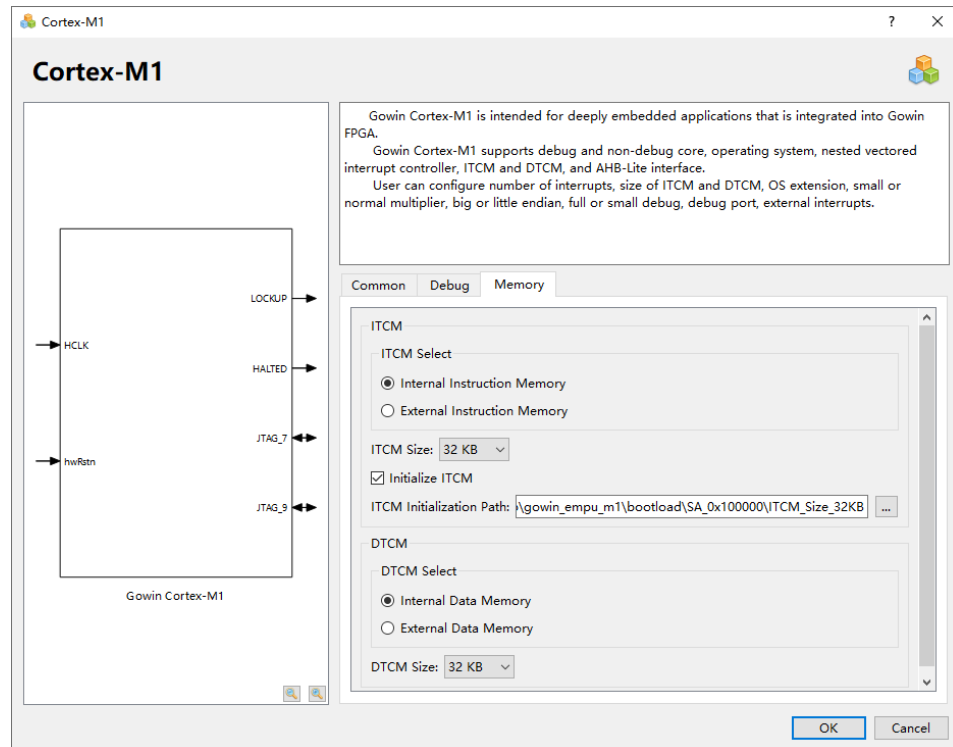 Cortex-M1
? ×
Cortex-M1
LOCKUP
HCLK
HALTED
JTAG_7
hwRstn
JTAG_9
Gowin Cortex-M1
Gowin Cortex-M1 is intended for deeply embedded applications that is integrated into Gowin
FPGA.
Gowin Cortex-M1 supports debug and non-debug core, operating system, nested vectored
interrupt controller, ITCM and DTCM, and AHB-Lite interface.
User can configure number of interrupts, size of ITCM and DTCM, OS extension, small or
normal multiplier, big or little endian, full or small debug, debug port, external interrupts.
Common Debug Memory
ITCM
ITCM Select
Internal Instruction Memory
External Instruction Memory
ITCM Size: 32 KB
Initialize ITCM
ITCM Initialization Path: \gowin_empu_m1\bootload\SA_0x100000\ITCM_Size_32KB ...
DTCM
DTCM Select
Internal Data Memory
External Data Memory
DTCM Size: 32 KB
OK Cancel